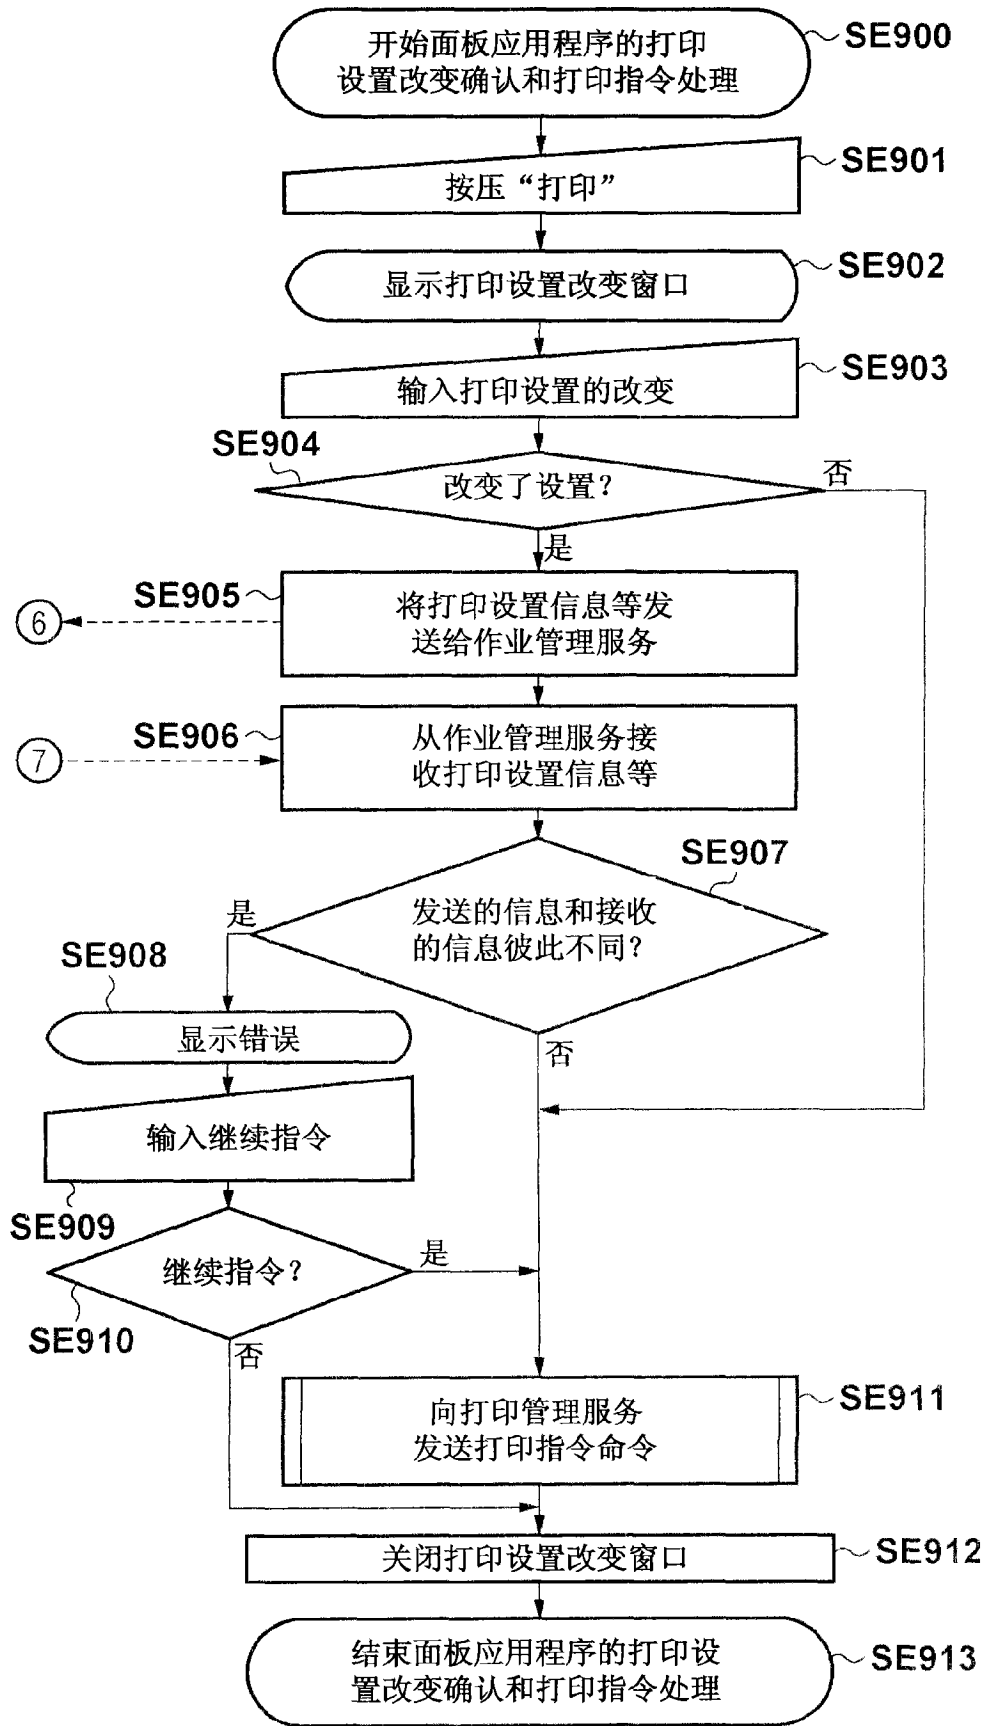 开始面板应用程序的打印
设置改变确认和打印指令处理
SE900
按压“打印”
SE901
显示打印设置改变窗口
SE902
输入打印设置的改变
SE903
SE904
改变了设置？
否
是
SE905
将打印设置信息等发
送给作业管理服务
6
SE906
从作业管理服务接
收打印设置信息等
7
SE907
发送的信息和接收
的信息彼此不同？
是
否
SE908
显示错误
输入继续指令
SE909
继续指令？
是
SE910
否
向打印管理服务
发送打印指令命令
SE911
关闭打印设置改变窗口
SE912
结束面板应用程序的打印设
置改变确认和打印指令处理
SE913